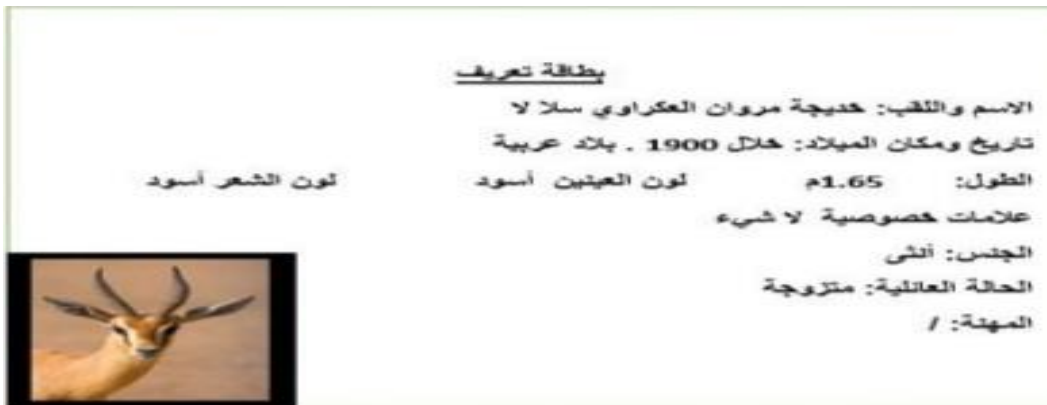 بطاقة تعريف
الاسم واللقب: خديجة مروان العكراوي سلا لا
تاريخ ومكان الميلاد: خلال 1900 . بلاد عربية
الطول: 1.65م لون العينين أسود لون الشعر أسود
علامات خصوصية لا شيء
الجنس: أنثى
الحالة العائلية: متزوجة
المهنة: /